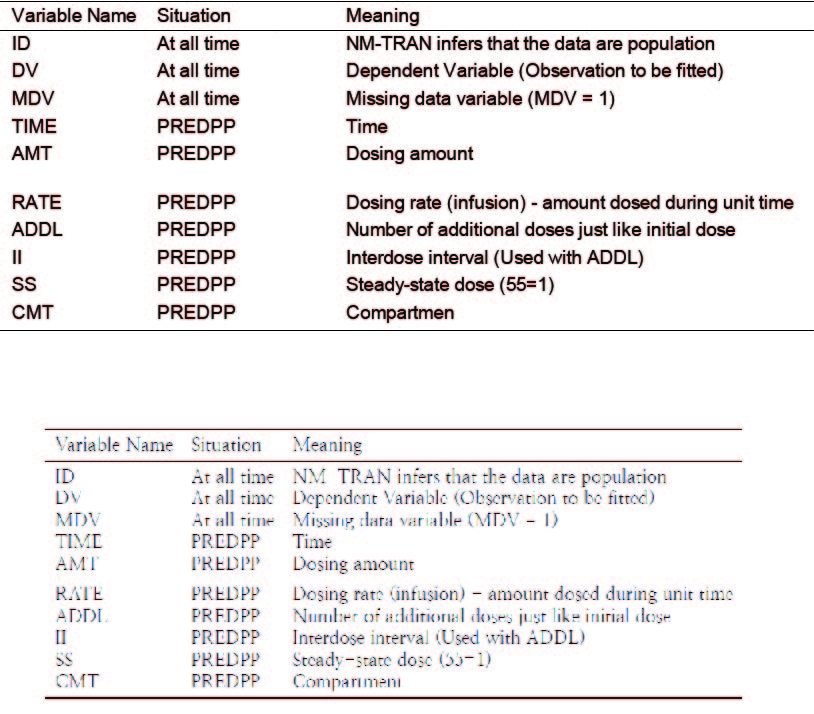 Variable Name Situation Meaning
ID At all time NM-TRAN infers that the data are population
DV At all time Dependent Variable (Observation to be fitted)
MDV At all time Missing data variable (MDV = 1)
TIME PREDPP Time
AMT PREDPP Dosing amount
RATE PREDPP Dosing rate (infusion) - amount dosed during unit time
ADDL PREDPP Number of additional doses just like initial dose
II PREDPP Interdose interval (Used with ADDL)
SS PREDPP Steady-state dose (55=1)
CMT PREDPP Compartmen
Variable Name Situation Meaning
ID At all time NM-TRAN infers that the data are population
DV At all time Dependent Variable (Observation to be fitted)
MDV At all time Missing data variable (MDV = 1)
TIME PREDPP Time
AMT PREDPP Dosing amount
RATE PREDPP Dosing rate (infusion) - amount dosed during unit time
ADDL PREDPP Number of additional doses just like initial dose
II PREDPP Interdose interval (Used with ADDL)
SS PREDPP Steady-state dose (55=1)
CMT PREDPP Compartment